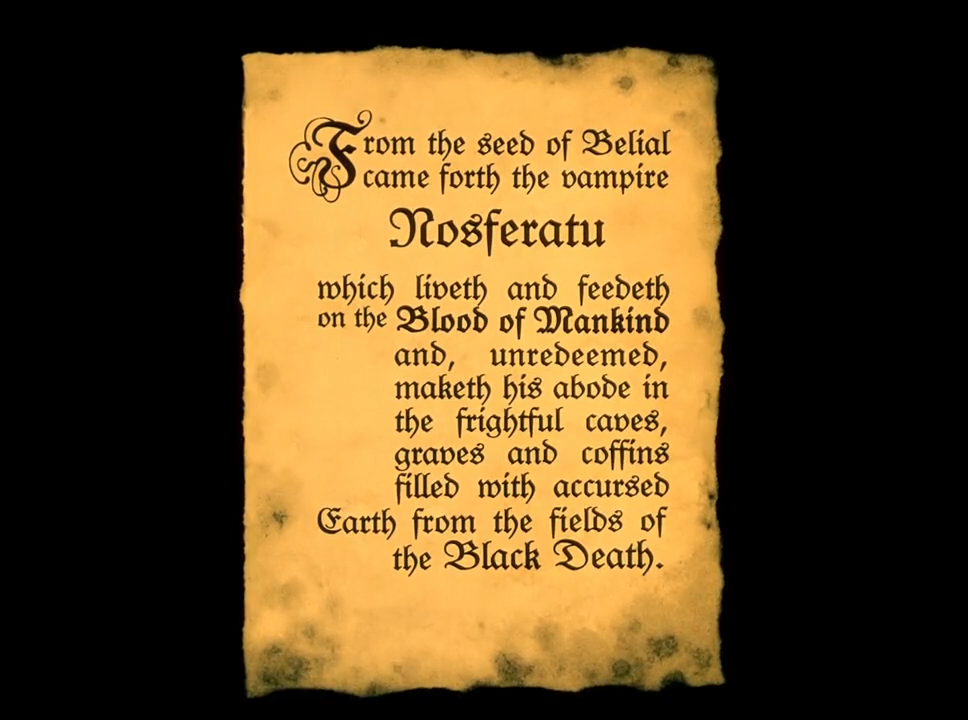 From the seed of Belial
came forth the vampire
Nosferatu
which liveth and feedeth
on the Blood of Mankind
and, unredeemed,
maketh his abode in
the frightful caves,
graves and coffins
filled with accursed
Earth from the fields of
the Black Death.